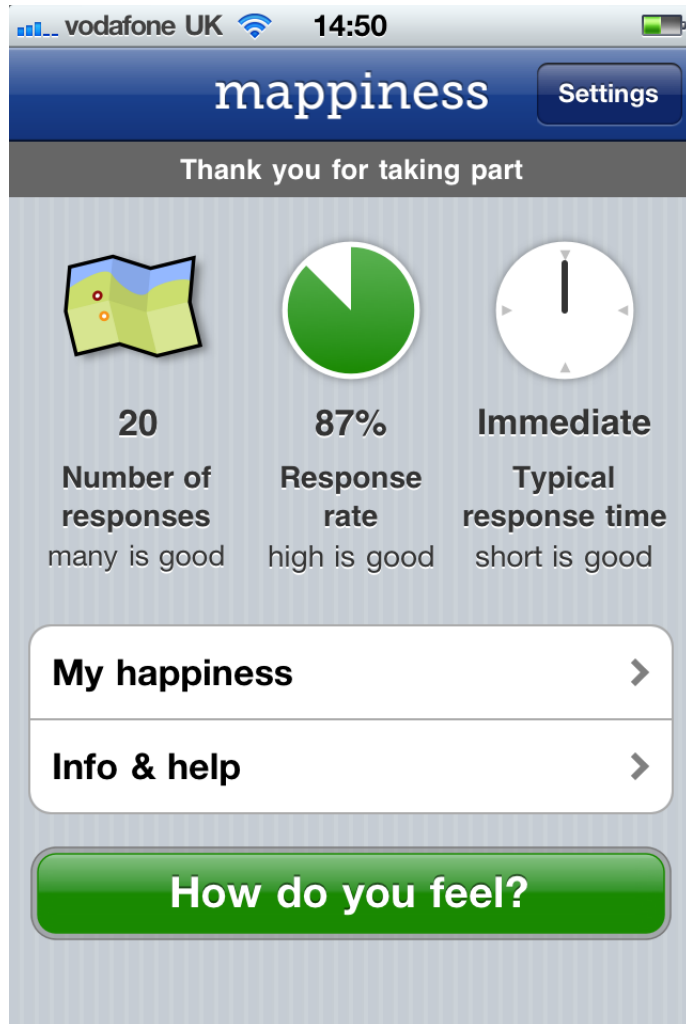 vodafone UK 14:50
mappiness Settings
Thank you for taking part
20 87% Immediate
Number of Response Typical
responses rate response time
many is good high is good short is good
My happiness
Info & help
How do you feel?